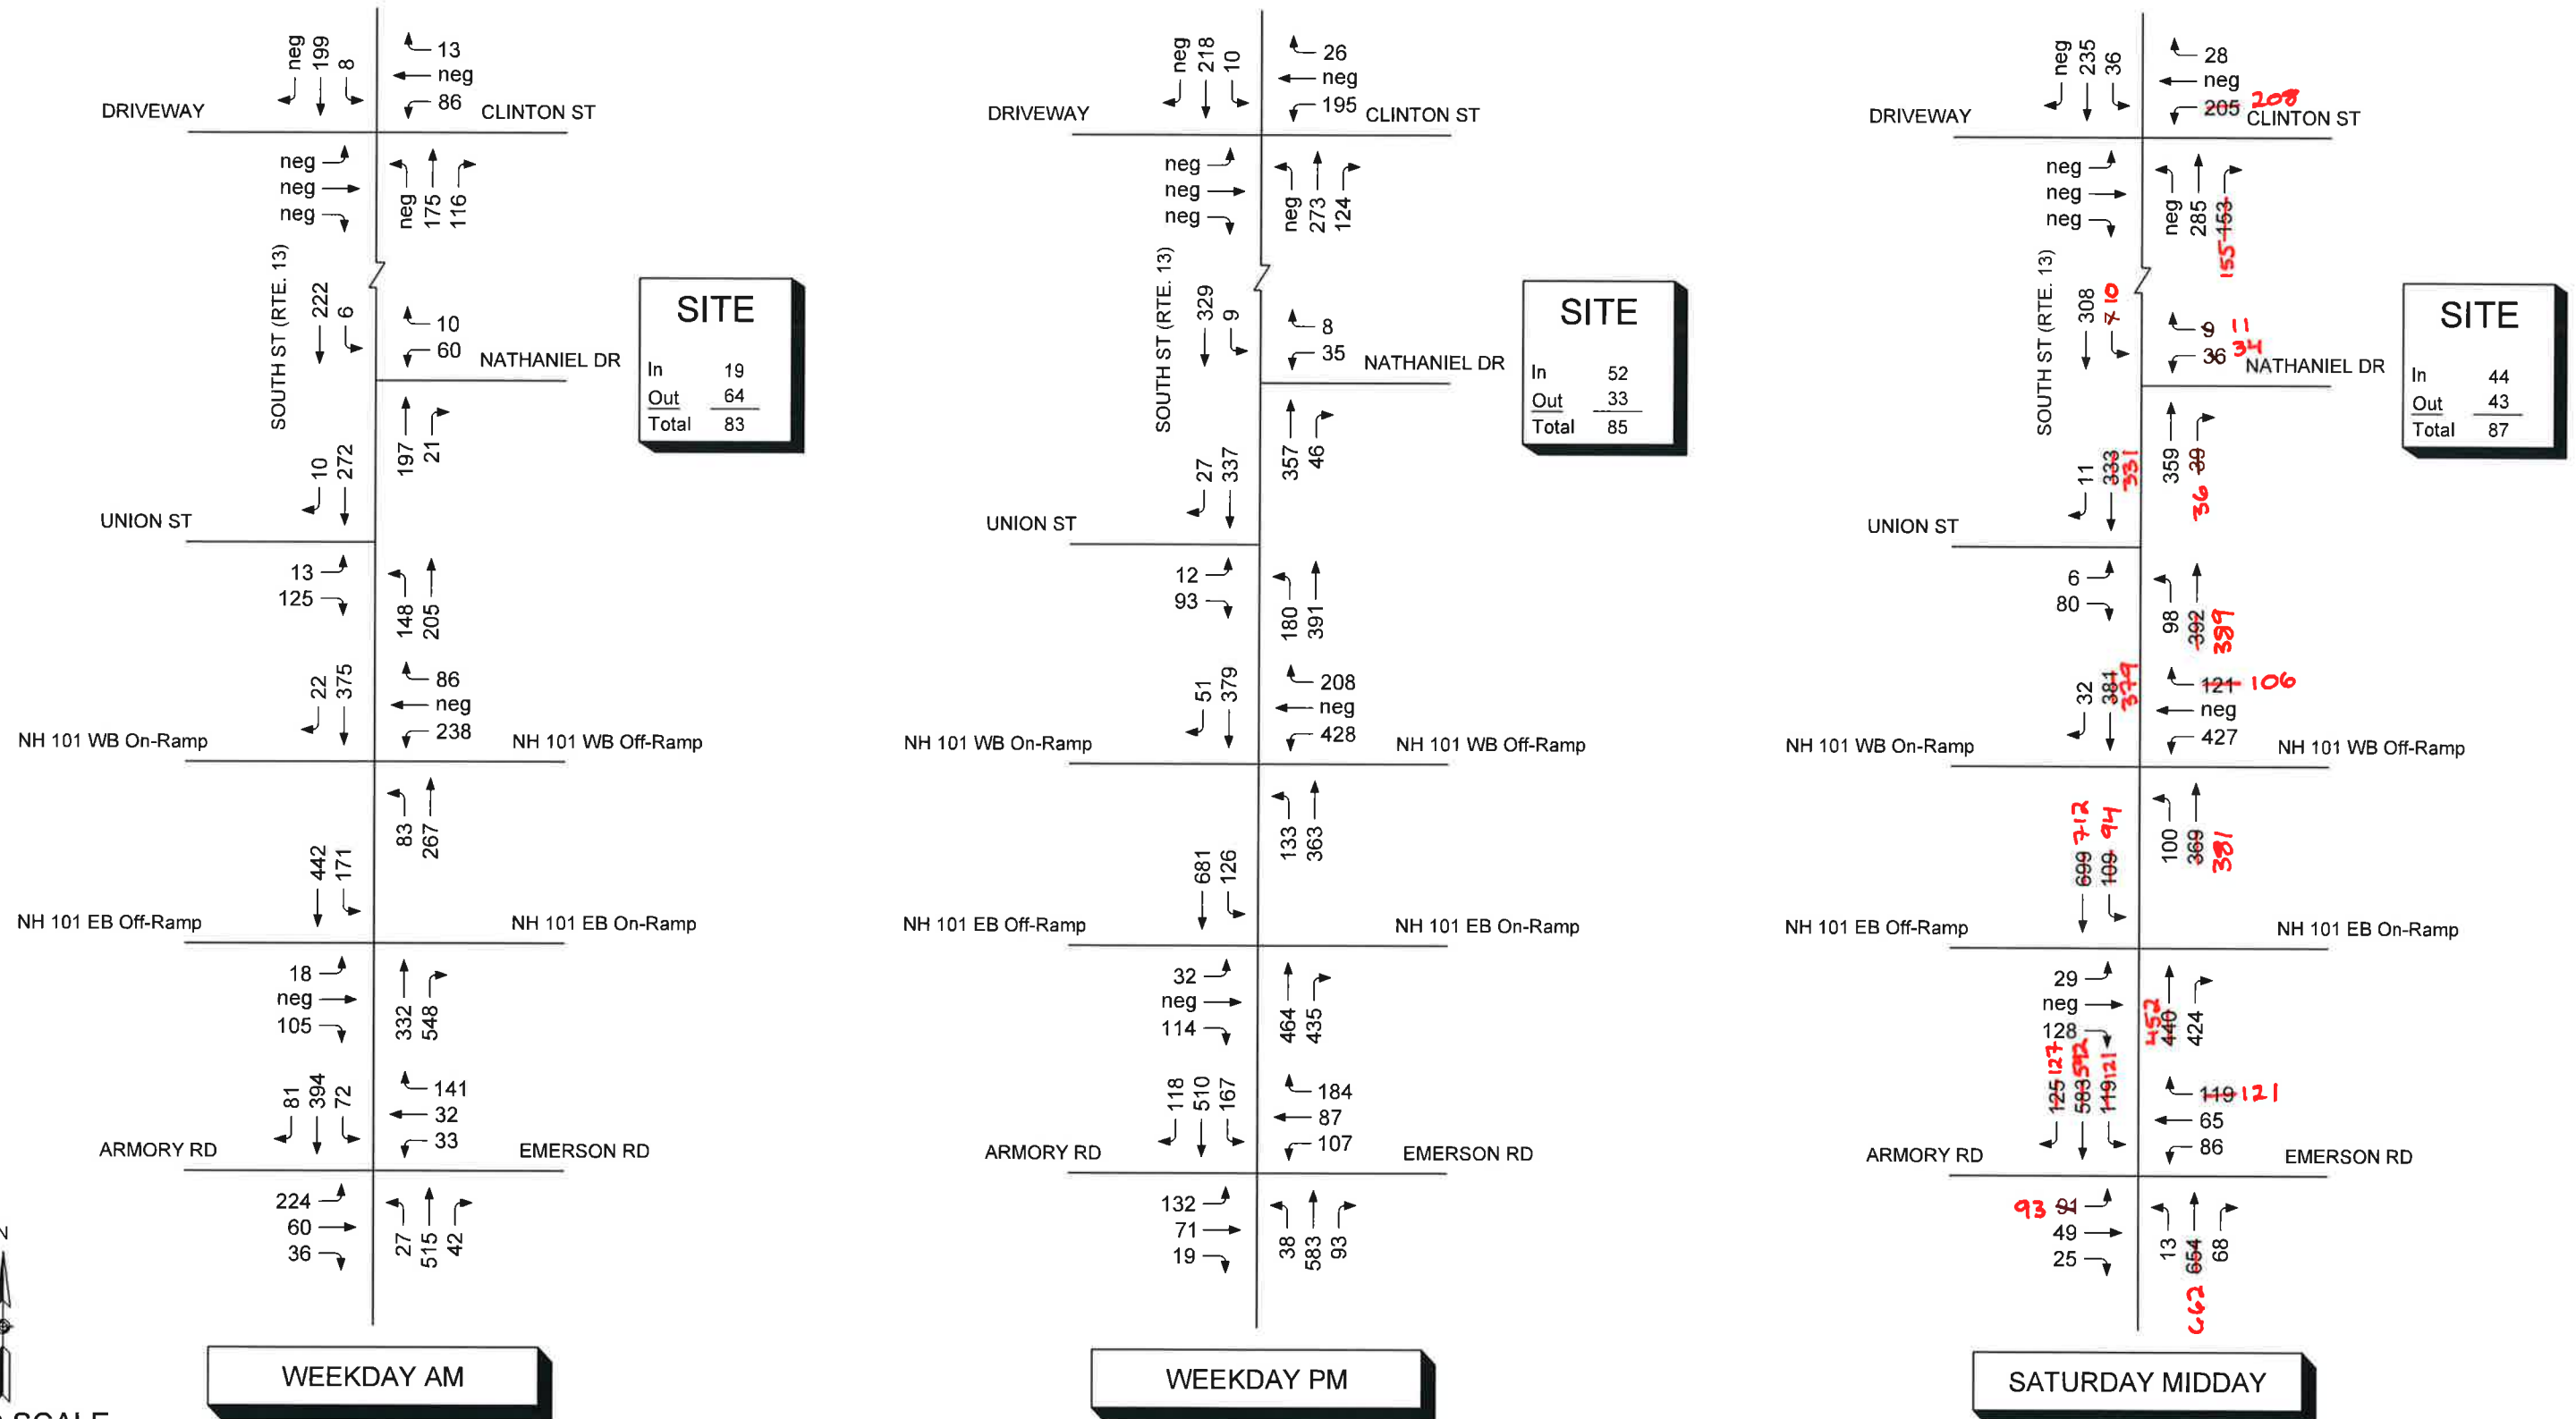 neg 199 8
13
neg
86
DRIVEWAY
CLINTON ST
neg
neg
neg
neg 175 116
SOUTH ST (RTE. 13)
222 6
10
60
NATHANIEL DR
SITE
In 19
Out 64
Total 83
197 21
10 272
UNION ST
13
125
148 205
22 375
86
neg
238
NH 101 WB On-Ramp
NH 101 WB Off-Ramp
83 267
442 171
NH 101 EB Off-Ramp
NH 101 EB On-Ramp
18
neg
105
332 548
81 394 72
141
32
33
ARMORY RD
EMERSON RD
224
60
36
27 515 42
N
WEEKDAY AM
SCALE
neg 218 10
26
neg
195
DRIVEWAY
CLINTON ST
neg
neg
neg
neg 273 124
SOUTH ST (RTE. 13)
329 9
8
35
NATHANIEL DR
SITE
In 52
Out 33
Total 85
357 46
27 337
UNION ST
12
93
180 391
51 379
208
neg
428
NH 101 WB On-Ramp
NH 101 WB Off-Ramp
133 363
681 126
NH 101 EB Off-Ramp
NH 101 EB On-Ramp
32
neg
114
464 435
118 510 167
184
87
107
ARMORY RD
EMERSON RD
132
71
19
38 583 93
WEEKDAY PM
neg 235 36
28
neg
205 208
DRIVEWAY
CLINTON ST
neg
neg
neg
neg 285 153 155
SOUTH ST (RTE. 13)
308 7 10
9 11
36 34
NATHANIEL DR
SITE
In 44
Out 43
Total 87
359 39 36
11 333 331
UNION ST
6
80
98 392 389
32 381 379
121 106
neg
427
NH 101 WB On-Ramp
NH 101 WB Off-Ramp
100 369 381
699 712 109 94
NH 101 EB Off-Ramp
NH 101 EB On-Ramp
29
neg
128
452 440 424
125 127 583 592 119 121
119 121
65
86
ARMORY RD
EMERSON RD
93 91
49
25
13 654 662 68
SATURDAY MIDDAY